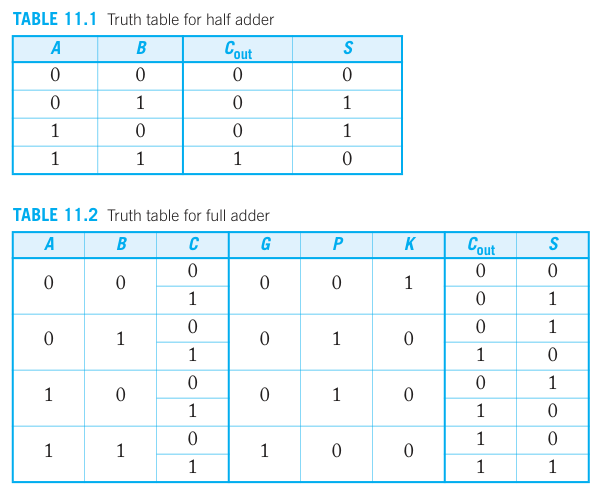 TABLE 11.1 Truth table for half adder
A B Cout S
0 0 0 0
0 1 0 1
1 0 0 1
1 1 1 0
TABLE 11.2 Truth table for full adder
A B C G P K Cout S
0 0 0 0 0 1 0 0
1 0 1
0 1 0 0 1 0 0 1
1 1 0
1 0 0 0 1 0 0 1
1 1 0
1 1 0 1 0 0 1 0
1 1 1